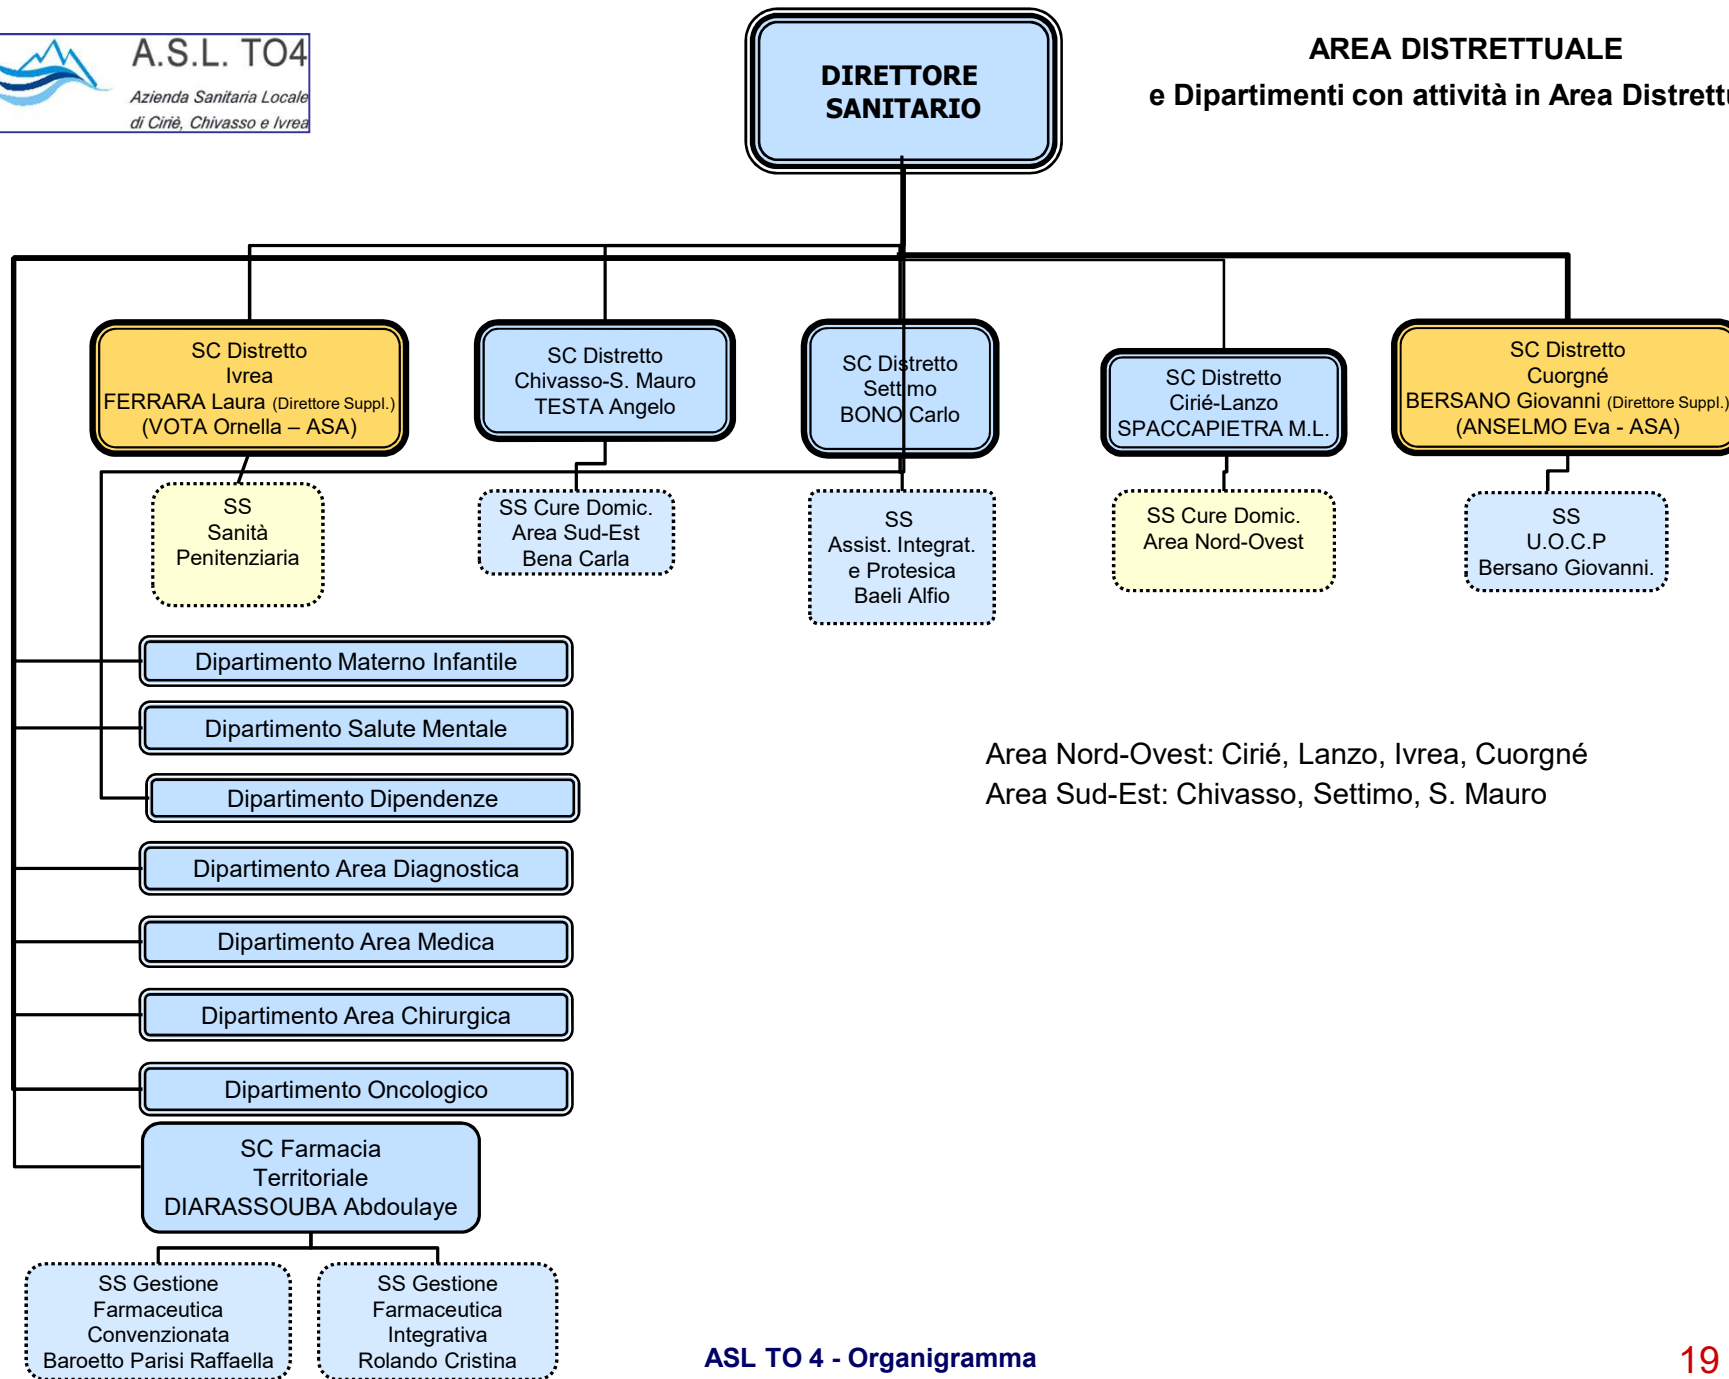 A.S.L. TO4
Azienda Sanitaria Locale
di Ciriè, Chivasso e Ivrea
DIRETTORE
SANITARIO
AREA DISTRETTUALE
e Dipartimenti con attività in Area
SC Distretto
Ivrea
FERRARA Laura (Direttore Suppl.)
(VOTA Ornella – ASA)
SC Distretto
Chivasso-S. Mauro
TESTA Angelo
SC Distretto
Settimo
BONO Carlo
SC Distretto
Cirié-Lanzo
SPACCAPIETRA M.L.
SC Distretto
Cuorgné
BERSANO Giovanni (Direttore Suppl.)
(ANSELMO Eva - ASA)
SS
Sanità
Penitenziaria
SS Cure Domic.
Area Sud-Est
Bena Carla
SS
Assist. Integrat.
e Protesica
Baeli Alfio
SS Cure Domic.
Area Nord-Ovest
SS
U.O.C.P
Bersano Giovanni.
Dipartimento Materno Infantile
Dipartimento Salute Mentale
Dipartimento Dipendenze
Dipartimento Area Diagnostica
Dipartimento Area Medica
Dipartimento Area Chirurgica
Dipartimento Oncologico
Area Nord-Ovest: Cirié, Lanzo, Ivrea, Cuorgné
Area Sud-Est: Chivasso, Settimo, S. Mauro
SC Farmacia
Territoriale
DIARASSOUBA Abdoulaye
SS Gestione
Farmaceutica
Convenzionata
Baroetto Parisi Raffaella
SS Gestione
Farmaceutica
Integrativa
Rolando Cristina
ASL TO 4 - Organigramma
19